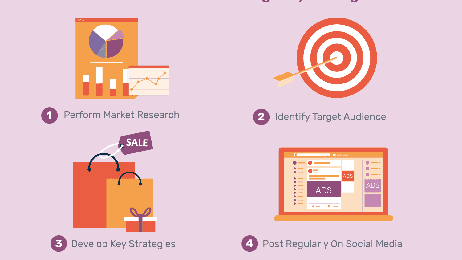 1 Perform Market Research
2 Identify Target Audience
SALE
ADS
ADS
ADS
3 Develop Key Strategies
4 Post Regularly On Social Media